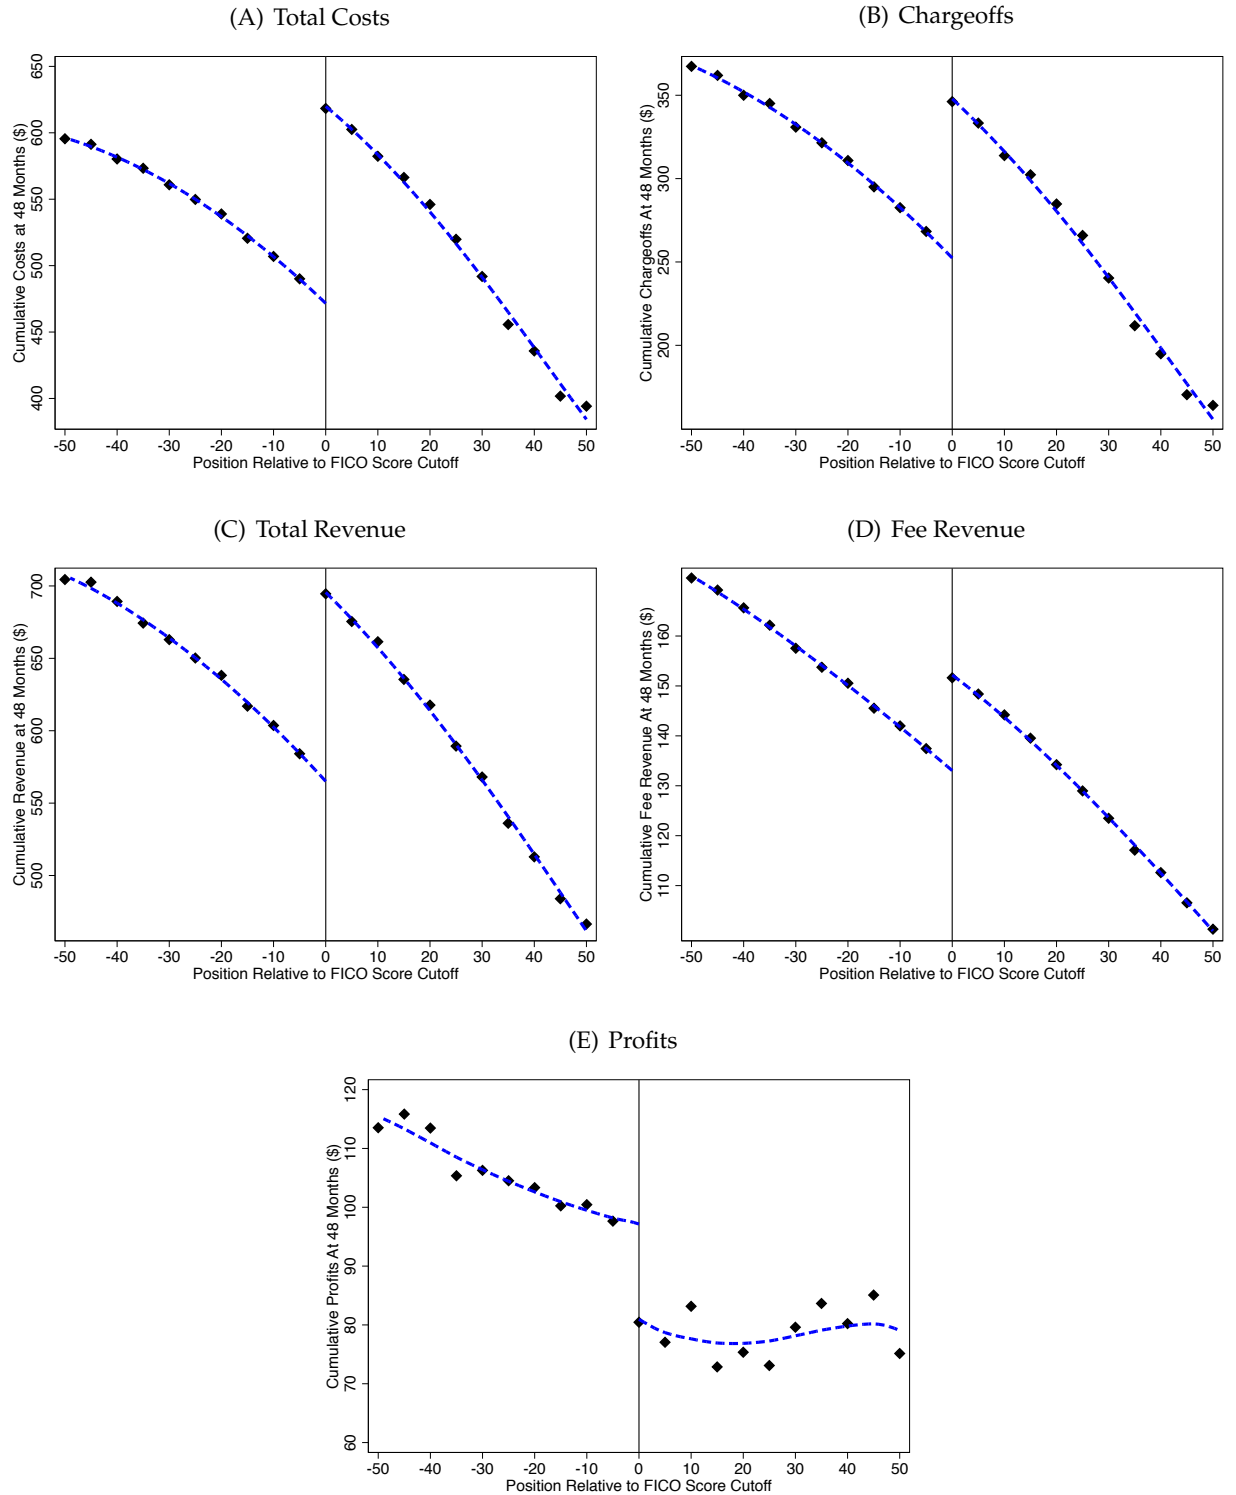 (A) Total Costs
(B) Chargeoffs
Cumulative Costs at 48 Months ($)
400 450 500 550 600 650
-50 -40 -30 -20 -10 0 10 20 30 40 50
Position Relative to FICO Score Cutoff
Cumulative Chargeoffs At 48 Months ($)
200 250 300 350
-50 -40 -30 -20 -10 0 10 20 30 40 50
Position Relative to FICO Score Cutoff
(C) Total Revenue
(D) Fee Revenue
Cumulative Revenue at 48 Months ($)
500 550 600 650 700
-50 -40 -30 -20 -10 0 10 20 30 40 50
Position Relative to FICO Score Cutoff
Cumulative Fee Revenue At 48 Months ($)
110 120 130 140 150 160
-50 -40 -30 -20 -10 0 10 20 30 40 50
Position Relative to FICO Score Cutoff
(E) Profits
Cumulative Profits At 48 Months ($)
60 70 80 90 100 110 120
-50 -40 -30 -20 -10 0 10 20 30 40 50
Position Relative to FICO Score Cutoff